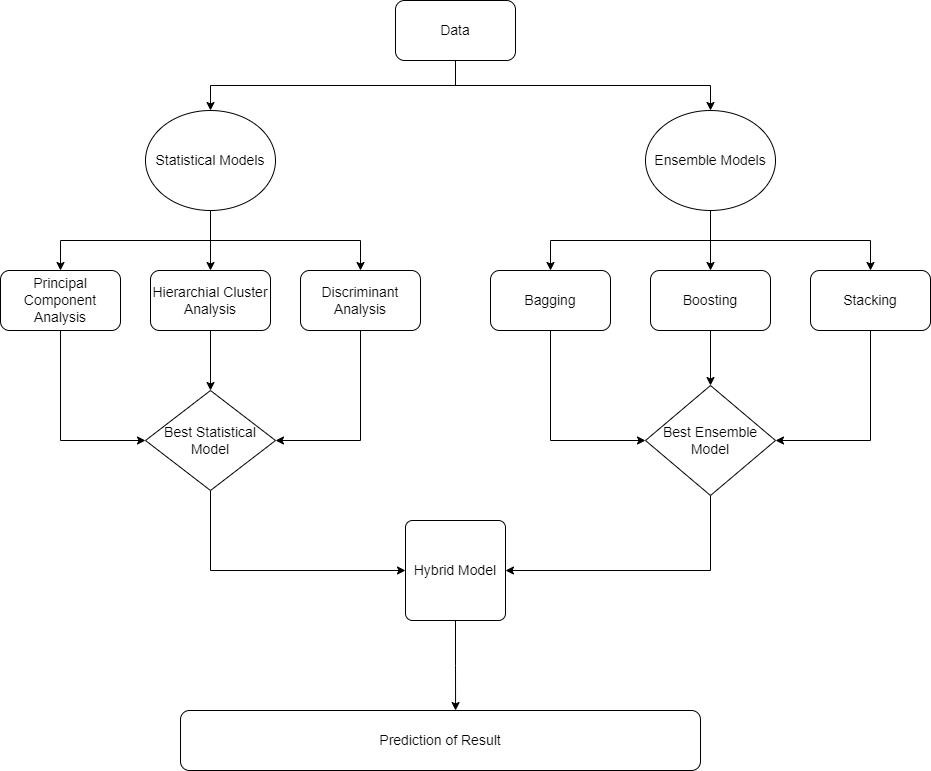 Data
Statistical Models
Ensemble Models
Principal
Component
Analysis
Hierarchial Cluster
Analysis
Discriminant
Analysis
Bagging
Boosting
Stacking
Best Statistical
Model
Best Ensemble
Model
Hybrid Model
Prediction of Result